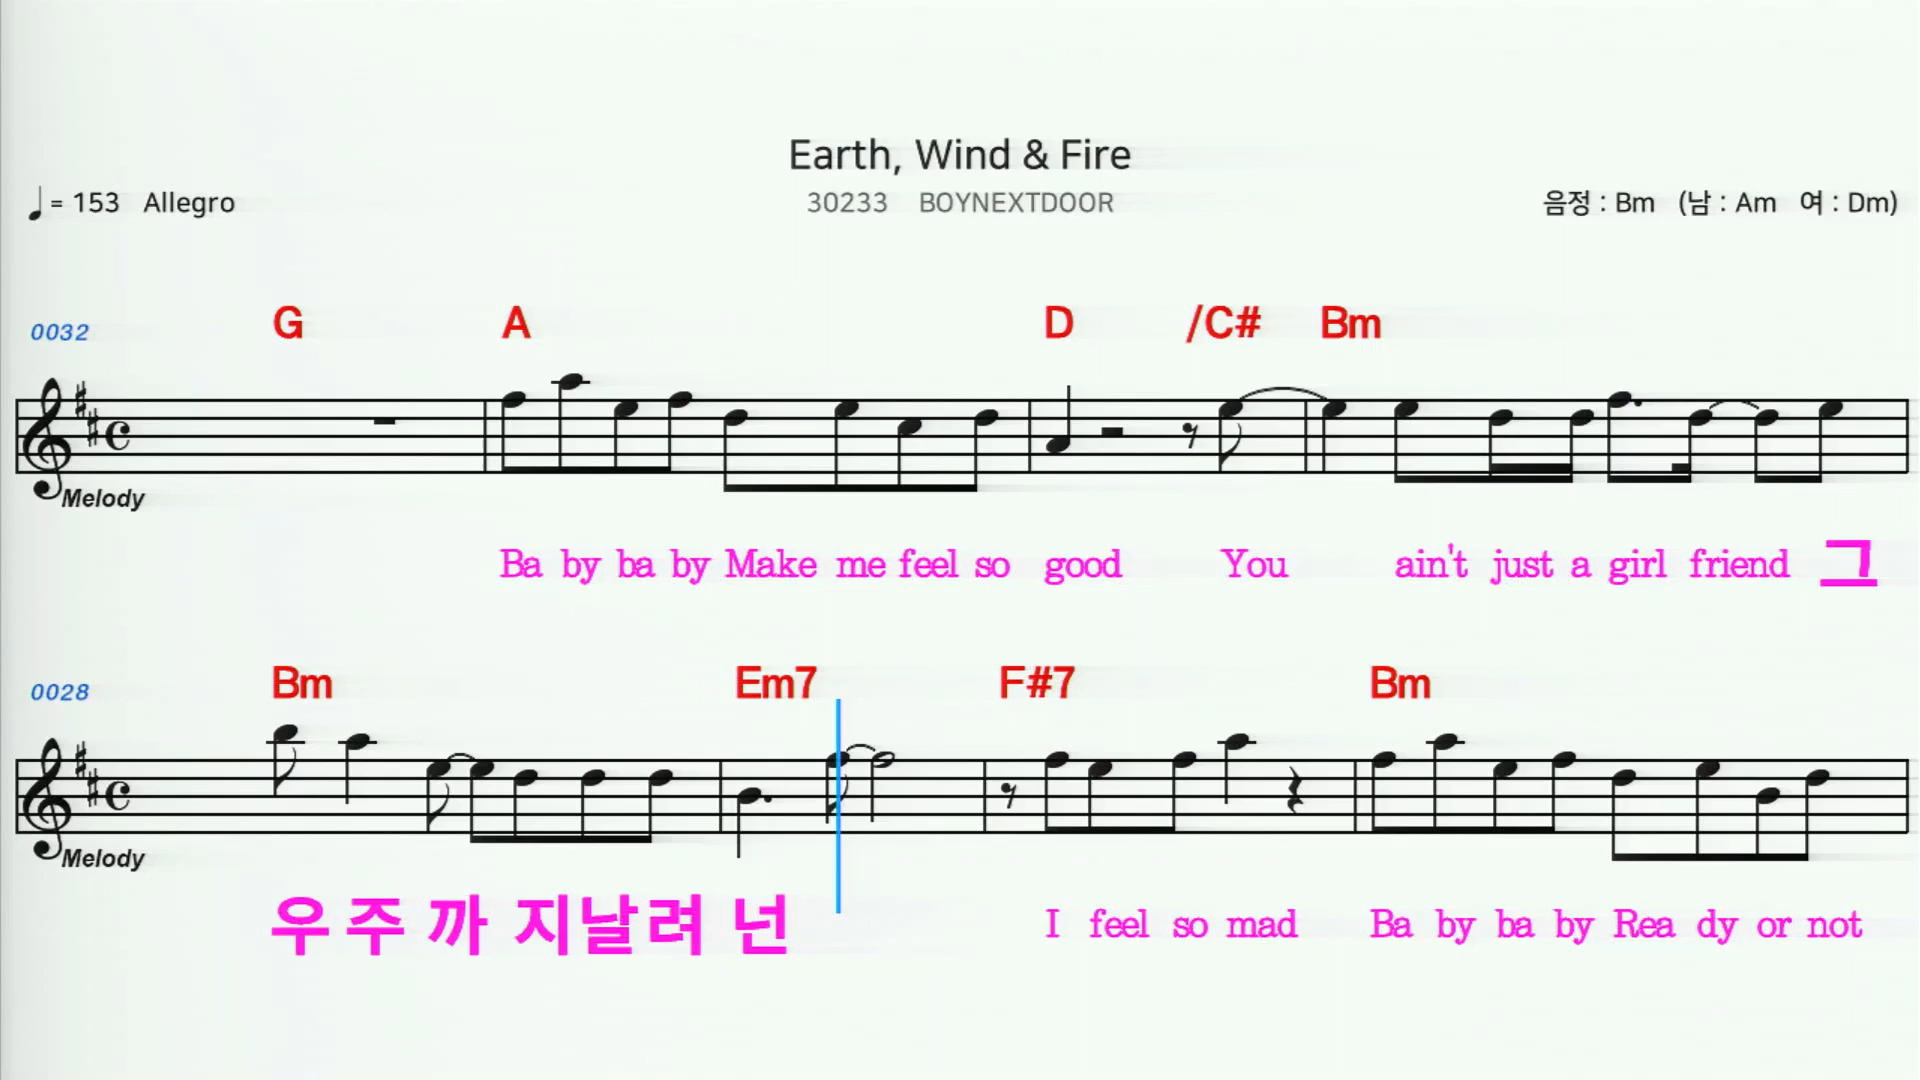 Earth, Wind & Fire
♩= 153 Allegro 30233 BOYNEXTDOOR 음정 : Bm (남 : Am 여 : Dm)
0032 G A D /C# Bm
Melody
Ba by ba by Make me feel so good You ain't just a girl friend 그
0028 Bm Em7 F#7 Bm
Melody
우 주 까 지 날 려 넌 I feel so mad Ba by ba by Rea dy or not